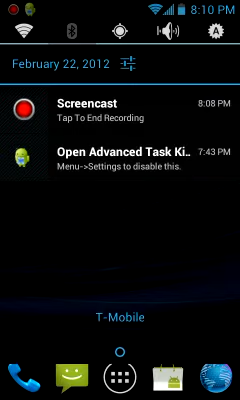 8:10 PM
A
February 22, 2012
Screencast
8:08 PM
Tap To End Recording
Open Advanced Task Ki..
7:43 PM
Menu->Settings to disable this.
T-Mobile